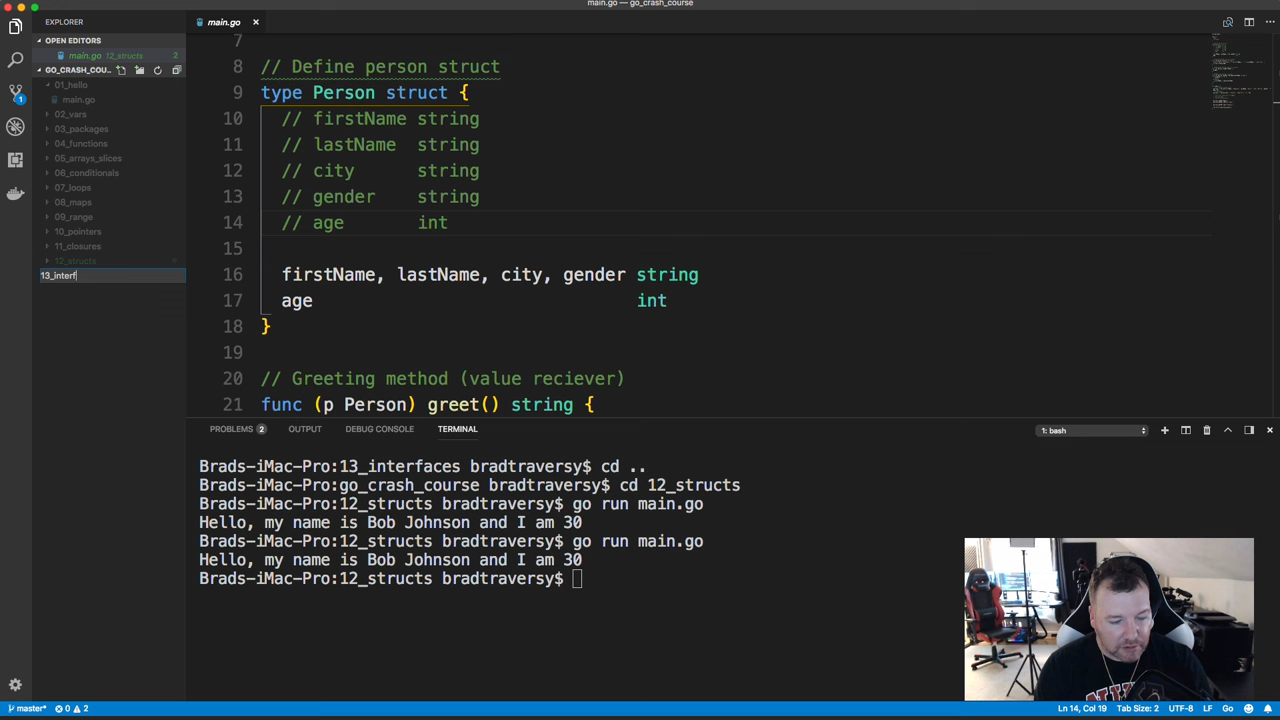 main.go — go_crash_course
EXPLORER
main.go
OPEN EDITORS
main.go 12_structs 2
GO_CRASH_COU...
01_hello
main.go
02_vars
03_packages
04_functions
05_arrays_slices
06_conditionals
07_loops
08_maps
09_range
10_pointers
11_closures
12_structs
13_interf
1
7
8 // Define person struct
9 type Person struct {
10 // firstName string
11 // lastName string
12 // city string
13 // gender string
14 // age int
15
16 firstName, lastName, city, gender string
17 age int
18 }
19
20 // Greeting method (value reciever)
21 func (p Person) greet() string {
PROBLEMS 2 OUTPUT DEBUG CONSOLE TERMINAL 1: bash
Brads-iMac-Pro:13_interfaces bradtraversy$ cd ..
Brads-iMac-Pro:go_crash_course bradtraversy$ cd 12_structs
Brads-iMac-Pro:12_structs bradtraversy$ go run main.go
Hello, my name is Bob Johnson and I am 30
Brads-iMac-Pro:12_structs bradtraversy$ go run main.go
Hello, my name is Bob Johnson and I am 30
Brads-iMac-Pro:12_structs bradtraversy$
master* 0 2 Ln 14, Col 19 Tab Size: 2 UTF-8 LF Go